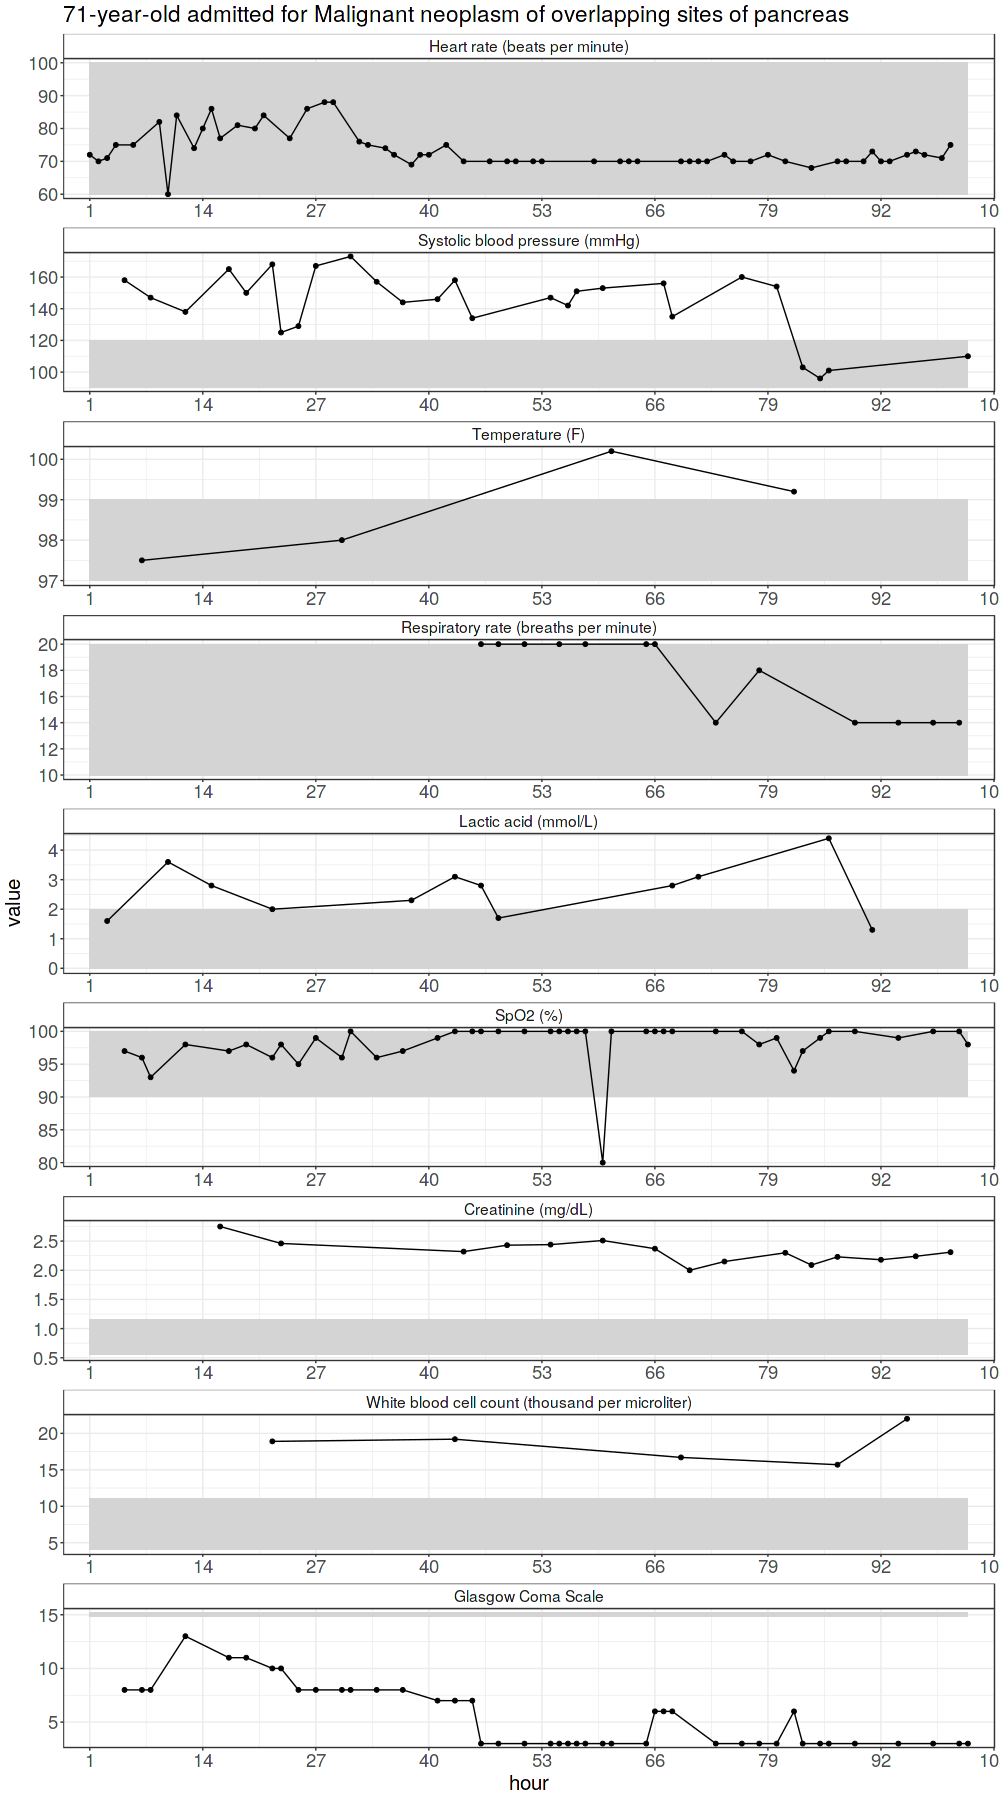 71-year-old admitted for Malignant neoplasm of overlapping sites of pancreas
Heart rate (beats per minute)
100
90
80
70
60
1 14 27 40 53 66 79 92 10
Systolic blood pressure (mmHg)
160
140
120
100
1 14 27 40 53 66 79 92 10
Temperature (F)
100
99
98
97
1 14 27 40 53 66 79 92 10
Respiratory rate (breaths per minute)
20
18
16
14
12
10
1 14 27 40 53 66 79 92 10
Lactic acid (mmol/L)
4
3
2
1
0
1 14 27 40 53 66 79 92 10
value
SpO2 (%)
100
95
90
85
80
1 14 27 40 53 66 79 92 10
Creatinine (mg/dL)
2.5
2.0
1.5
1.0
0.5
1 14 27 40 53 66 79 92 10
White blood cell count (thousand per microliter)
20
15
10
5
1 14 27 40 53 66 79 92 10
Glasgow Coma Scale
15
10
5
1 14 27 40 53 66 79 92 10
hour